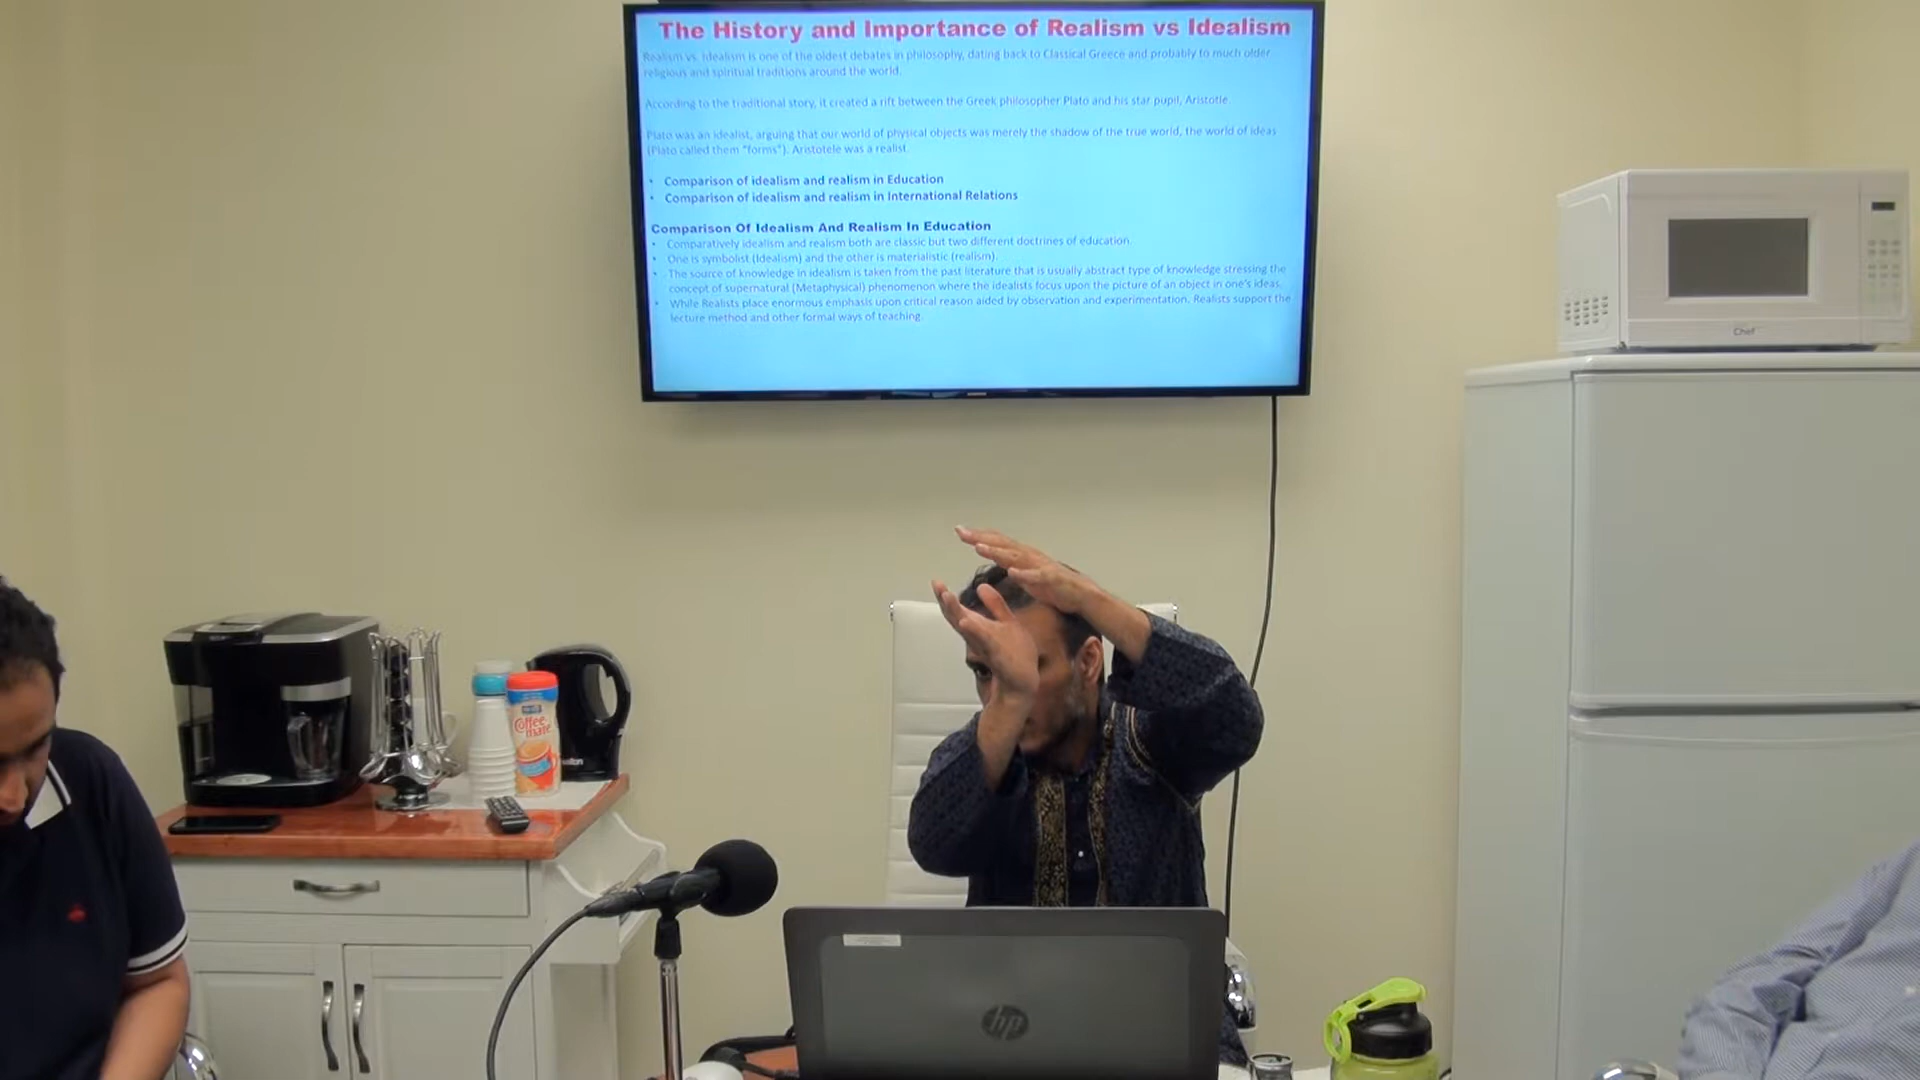 The History and Importance of Realism vs Idealism
Realism vs. Idealism is one of the oldest debates in philosophy, dating back to Classical Greece and probably to much older
religious and spiritual traditions around the world.
According to the traditional story, it created a rift between the Greek philosopher Plato and his star pupil, Aristotle.
Plato was an idealist, arguing that our world of physical objects was merely the shadow of the true world, the world of ideas
(Plato called them "forms"). Aristotele was a realist.
• Comparison of idealism and realism in Education
• Comparison of idealism and realism in International Relations
Comparison Of Idealism And Realism In Education
• Comparatively idealism and realism both are classic but two different doctrines of education.
• One is symbolist (Idealism) and the other is materialistic (realism).
• The source of knowledge in idealism is taken from the past literature that is usually abstract type of knowledge stressing the
concept of supernatural (Metaphysical) phenomenon where the idealists focus upon the picture of an object in one's ideas.
• While Realists place enormous emphasis upon critical reason aided by observation and experimentation. Realists support the
lecture method and other formal ways of teaching.
Chef
Coffee
mate
hp